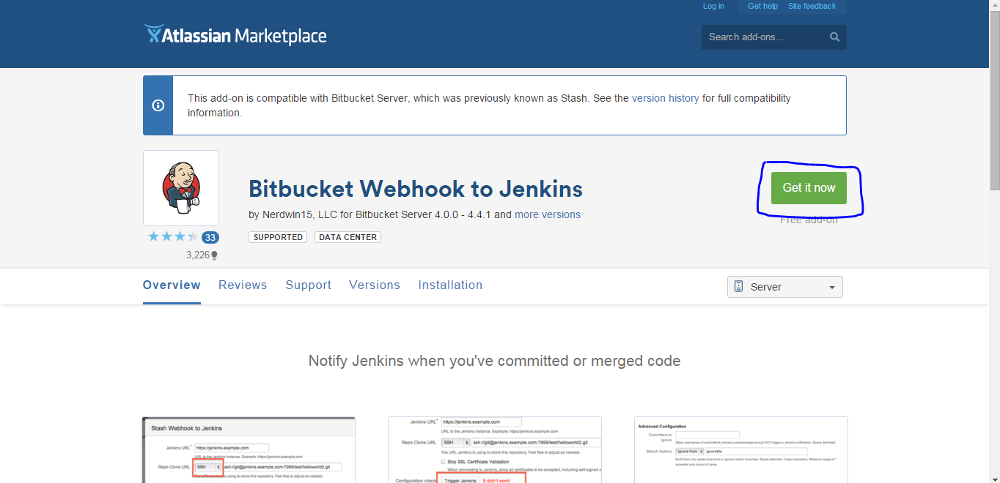 Log in Get help Site feedback
Atlassian Marketplace
Search add-ons...
This add-on is compatible with Bitbucket Server, which was previously known as Stash. See the version history for full compatibility
information.
Bitbucket Webhook to Jenkins
Get it now
by Nerdwin15, LLC for Bitbucket Server 4.0.0 - 4.4.1 and more versions
Free add-on
33
SUPPORTED DATA CENTER
3,226
Overview Reviews Support Versions Installation
Server
Notify Jenkins when you've committed or merged code
Stash Webhook to Jenkins
Jenkins URL* https://jenkins.example.com
URL to the Jenkins instance. Example: https://jenkins.example.com
Repo Clone URL SSH ssh://git@jenkins.example.com:7999/test/helloworld2.git
is using to clone this repository. Feel free to adjust as needed.
Jenkins URL* https://jenkins.example.com
URL to the Jenkins instance. Example: https://jenkins.example.com
Repo Clone URL SSH ssh://git@jenkins.example.com:7999/test/helloworld2.git
The URL Jenkins is using to clone this repository. Feel free to adjust as needed.
Skip SSL Certificate Validation
When connecting to Jenkins, allow all certificates to be accepted, including self-signed
Configuration check Trigger Jenkins It didn't work!
Advanced Configuration
Committers to
Ignore
Stash usernames of committer(s) whose pushes/merges should NOT trigger a Jenkins notification. Space delimited
Branch Options Ignore from: ignoreMe
Build from only certain branches or ignore certain branches. Space-delimited. Case-insensitive. Wildcard usage of *
accepted only at end of name.